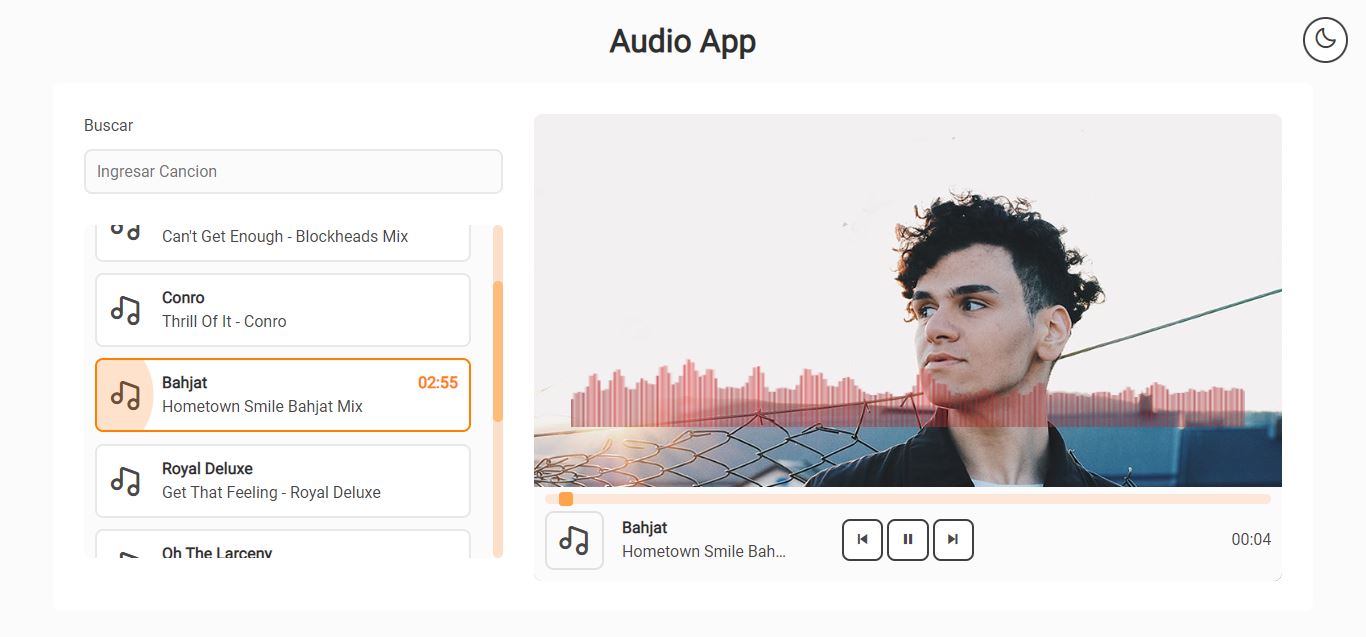 Audio App
Buscar
Ingresar Cancion
Can't Get Enough - Blockheads Mix
Conro
Thrill Of It - Conro
Bahjat
02:55
Hometown Smile Bahjat Mix
Royal Deluxe
Get That Feeling - Royal Deluxe
Oh The Larceny
Bahjat
Hometown Smile Bah...
00:04